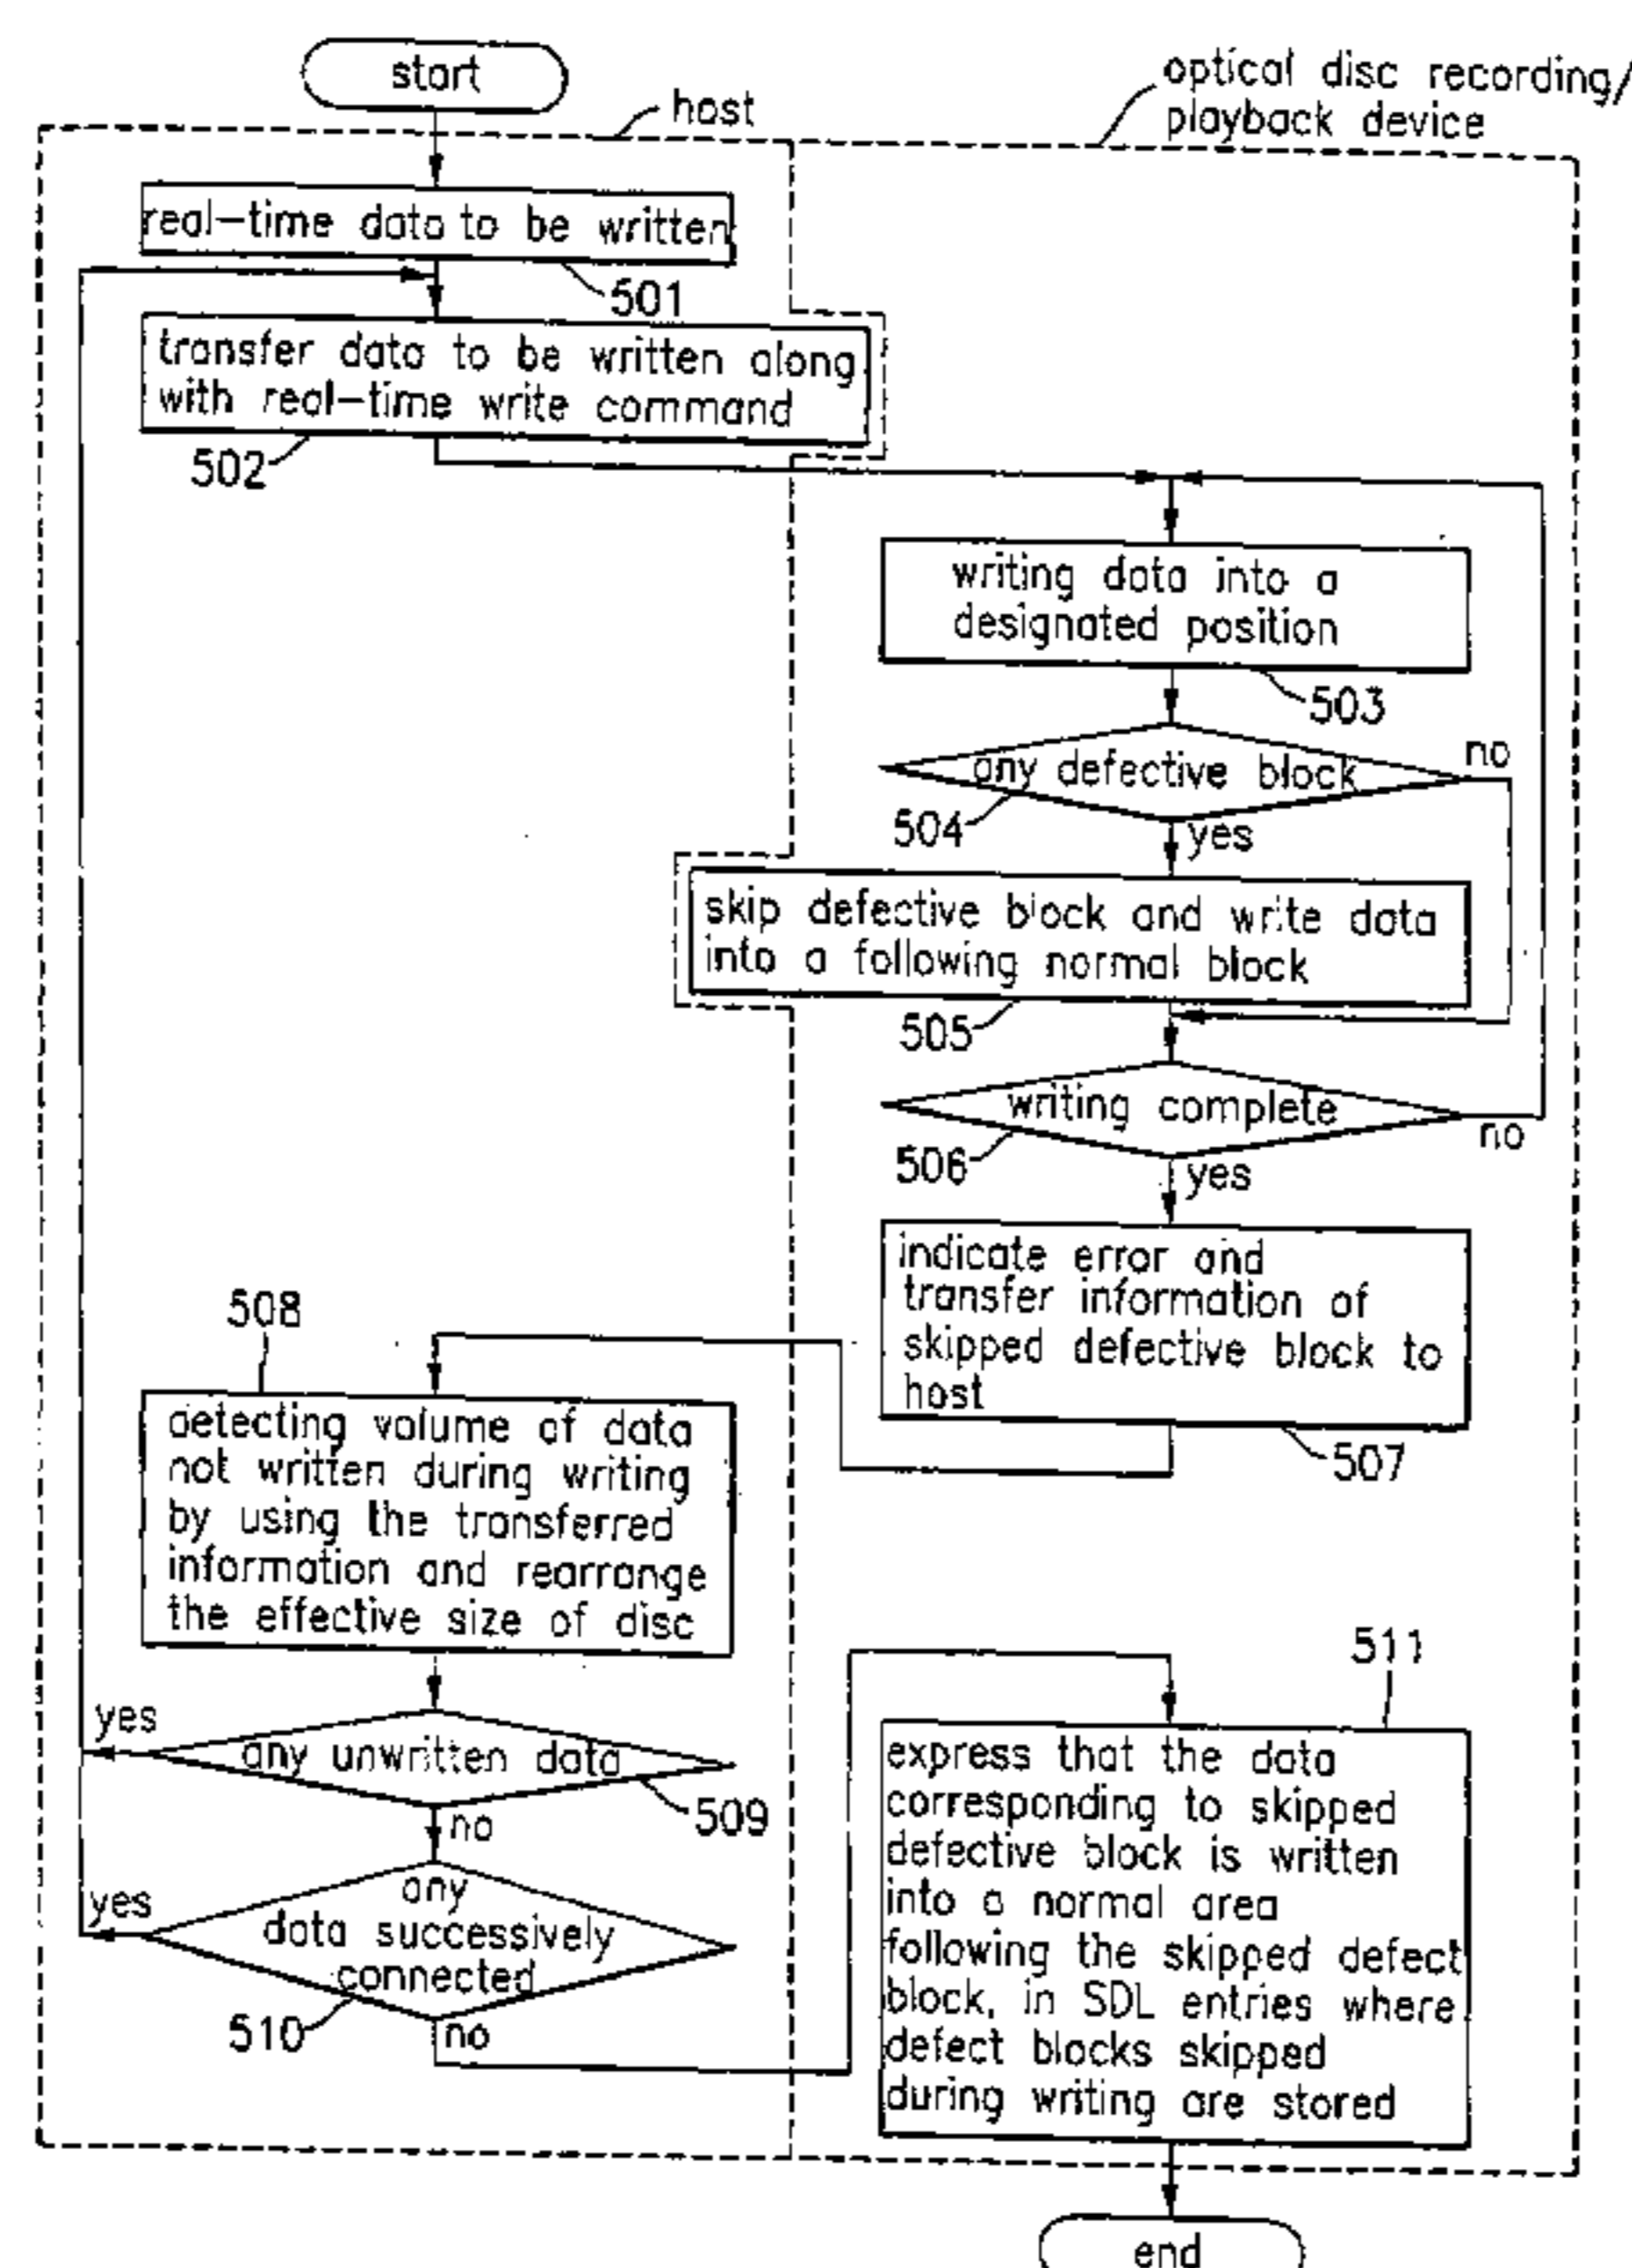 start
host
optical disc recording/
playback device
real-time data to be written
501
transfer data to be written along
with real-time write command
502
writing data into a
designated position
503
any defective block
no
504
yes
skip defective block and write data
into a following normal block
505
writing complete
no
506
yes
indicate error and
transfer information of
skipped defective block to
host
507
508
detecting volume of data
not written during writing
by using the transferred
information and rearrange
the effective size of disc
yes
any unwritten data
509
no
yes
any
data successively
connected
510
no
511
express that the data
corresponding to skipped
defective block is written
into a normal area
following the skipped defect
block, in SDL entries where
defect blocks skipped
during writing are stored
end